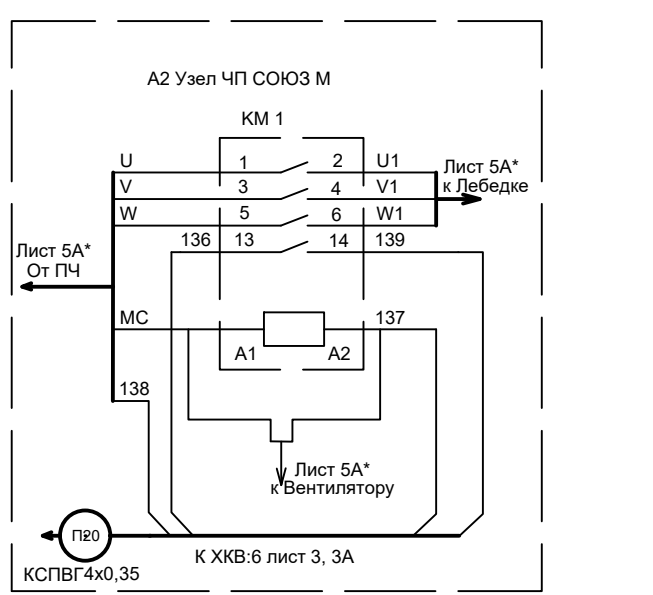 А2 Узел ЧП СОЮЗ М
КМ 1
U 1 2 U1
V 3 4 V1
W 5 6 W1
136 13 14 139
Лист 5А*
к Лебедке
Лист 5А*
От ПЧ
МС 137
А1 А2
138
Лист 5А*
к Вентилятору
К ХКВ:6 лист 3, 3А
КСПВГ4х0,35